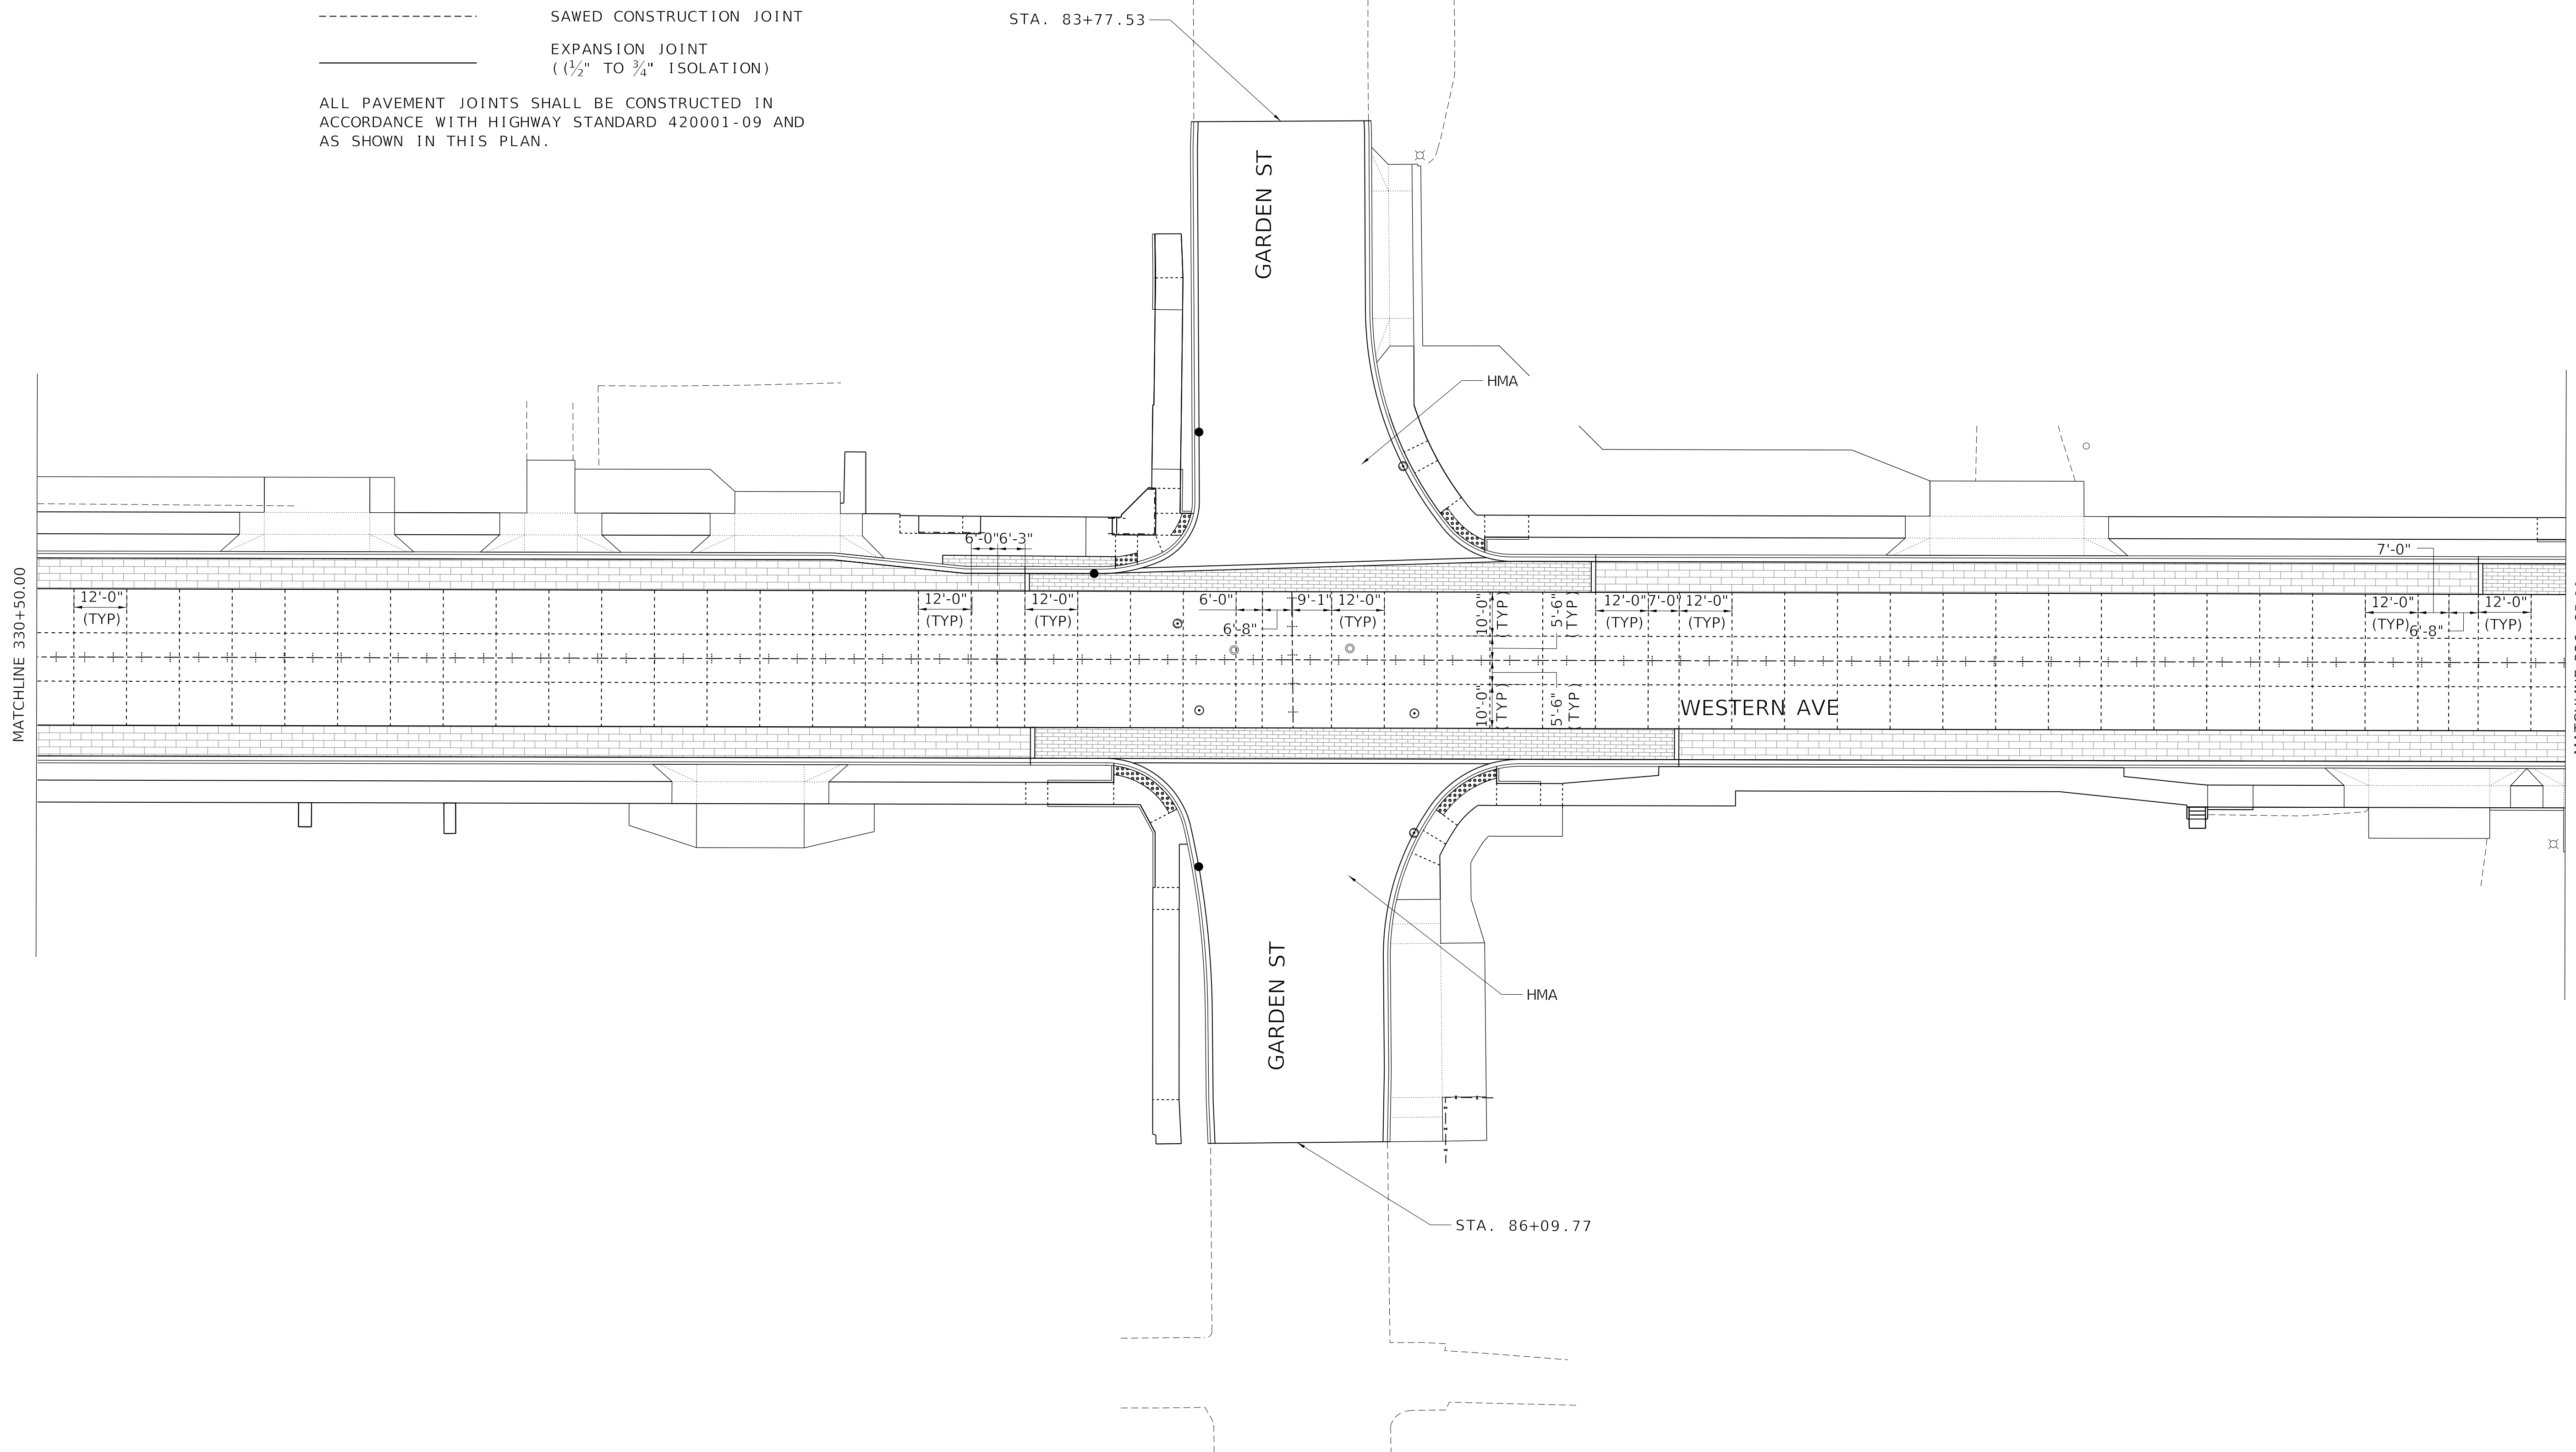 SAWED CONSTRUCTION JOINT
EXPANSION JOINT
((½" TO ¾" ISOLATION)
ALL PAVEMENT JOINTS SHALL BE CONSTRUCTED IN
ACCORDANCE WITH HIGHWAY STANDARD 420001-09 AND
AS SHOWN IN THIS PLAN.
STA. 83+77.53
GARDEN ST
HMA
MATCHLINE 330+50.00
6'-0" 6'-3"
7'-0"
12'-0"
(TYP)
12'-0"
(TYP)
12'-0"
(TYP)
6'-0"
6'-8"
9'-1"
12'-0"
(TYP)
10'-0"
(TYP)
5'-6"
(TYP)
12'-0"
(TYP)
7'-0"
12'-0"
(TYP)
12'-0"
(TYP)
6'-8"
12'-0"
(TYP)
10'-0"
(TYP)
5'-6"
(TYP)
WESTERN AVE
GARDEN ST
HMA
STA. 86+09.77